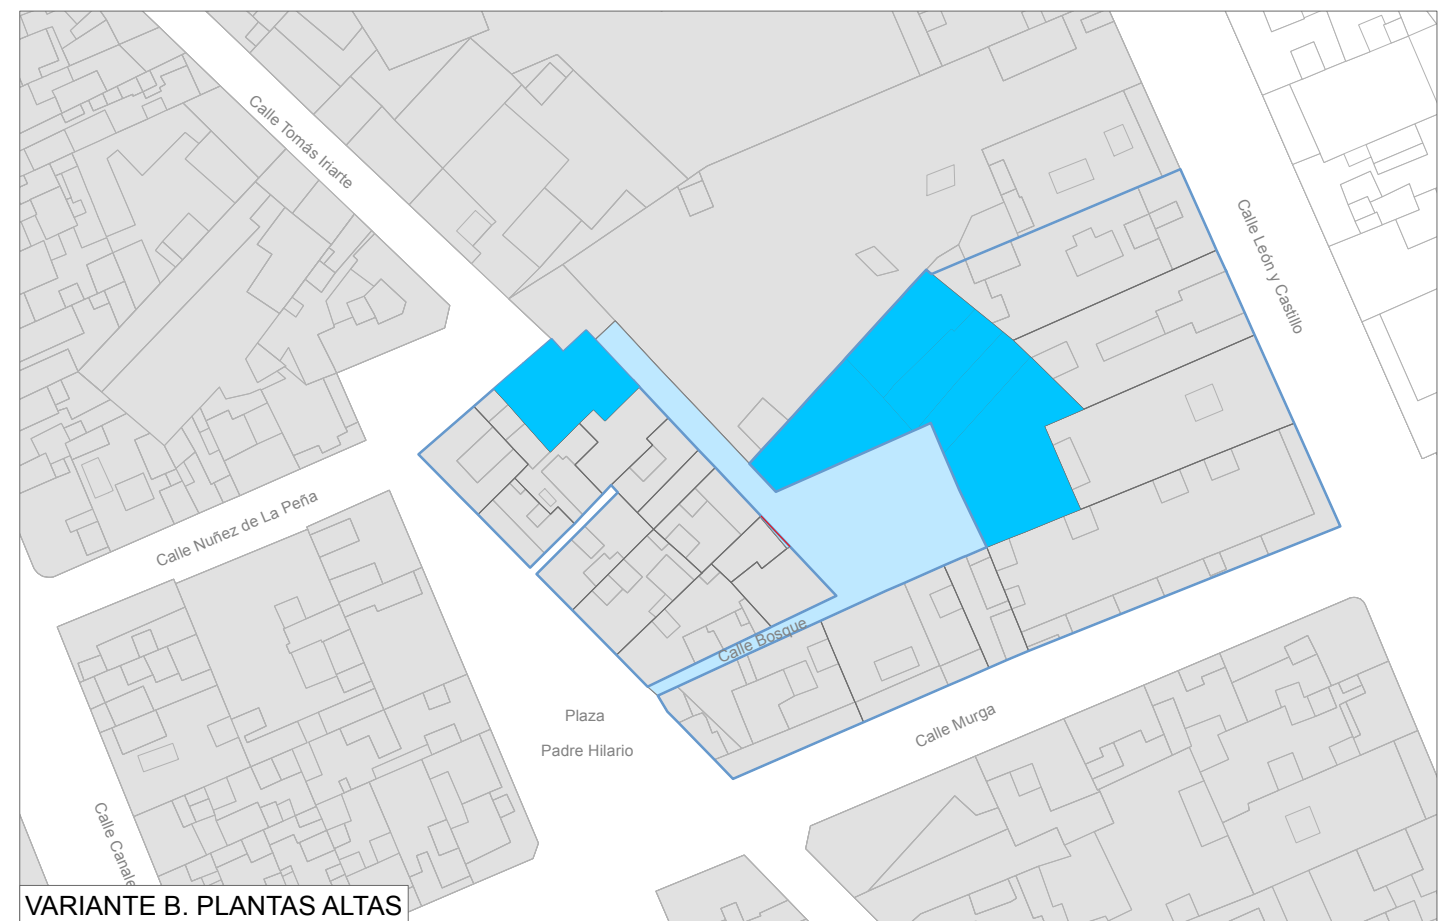 Calle Tomás Iriarte
Calle León y Castillo
Calle Nuñez de La Peña
Calle Bosque
Plaza
Padre Hilario
Calle Murga
Calle Canale
VARIANTE B. PLANTAS ALTAS